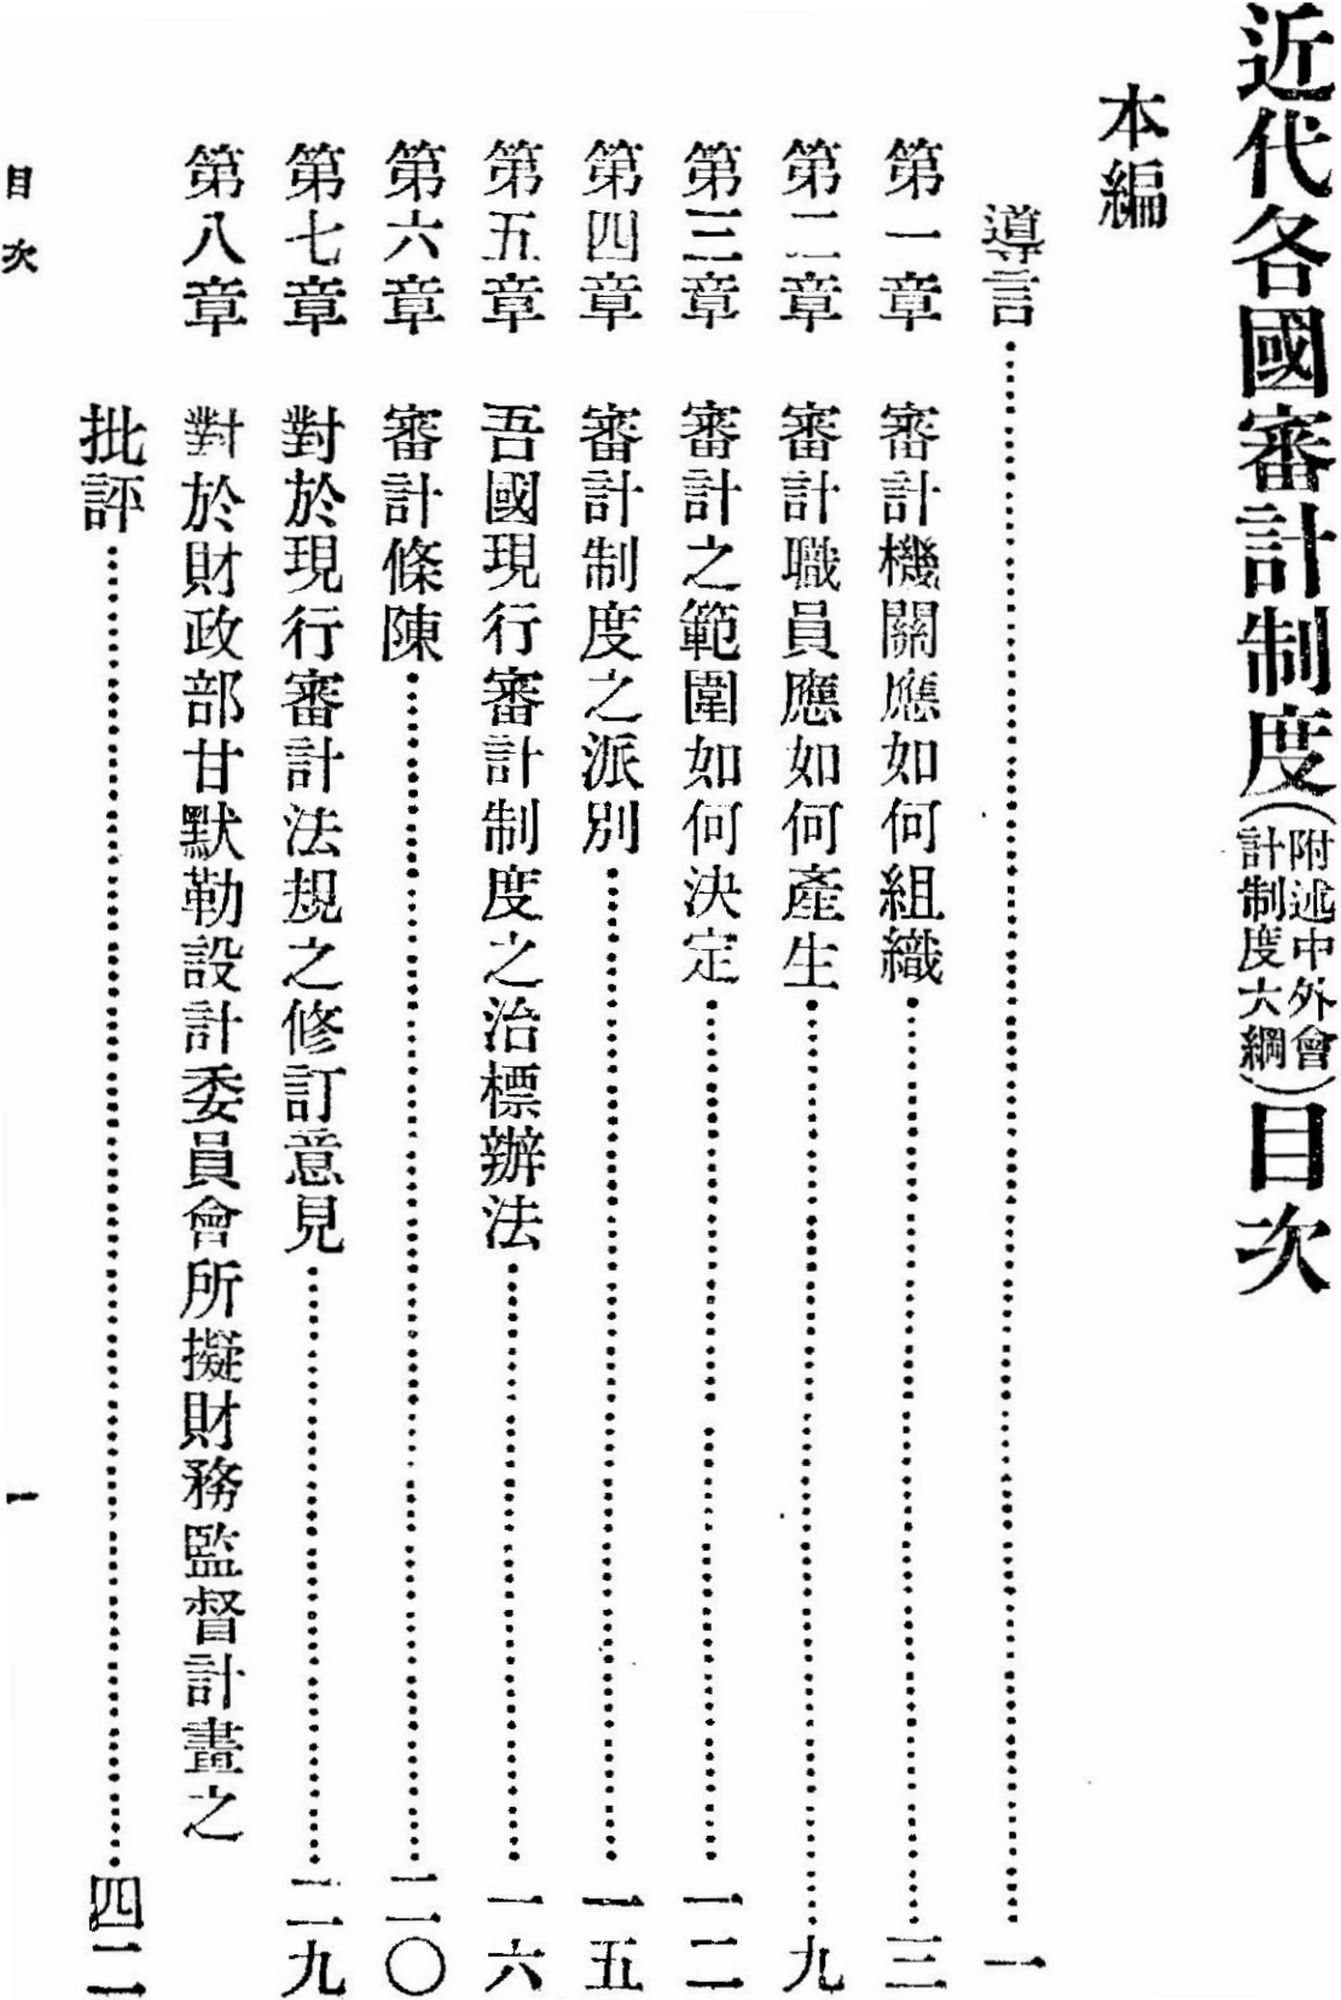 近代各國審計制度(附述中外會計制度大綱)目次
本編
導言……一
第一章 審計機關應如何組織……三
第二章 審計職員應如何產生……九
第三章 審計之範圍如何決定……一二
第四章 審計制度之派別……一五
第五章 吾國現行審計制度之治標辦法……一六
第六章 審計條陳……二〇
第七章 對於現行審計法規之修訂意見……二九
第八章 對於財政部甘默勒設計委員會所擬財務監督計畫之
批評……四二
目次 一